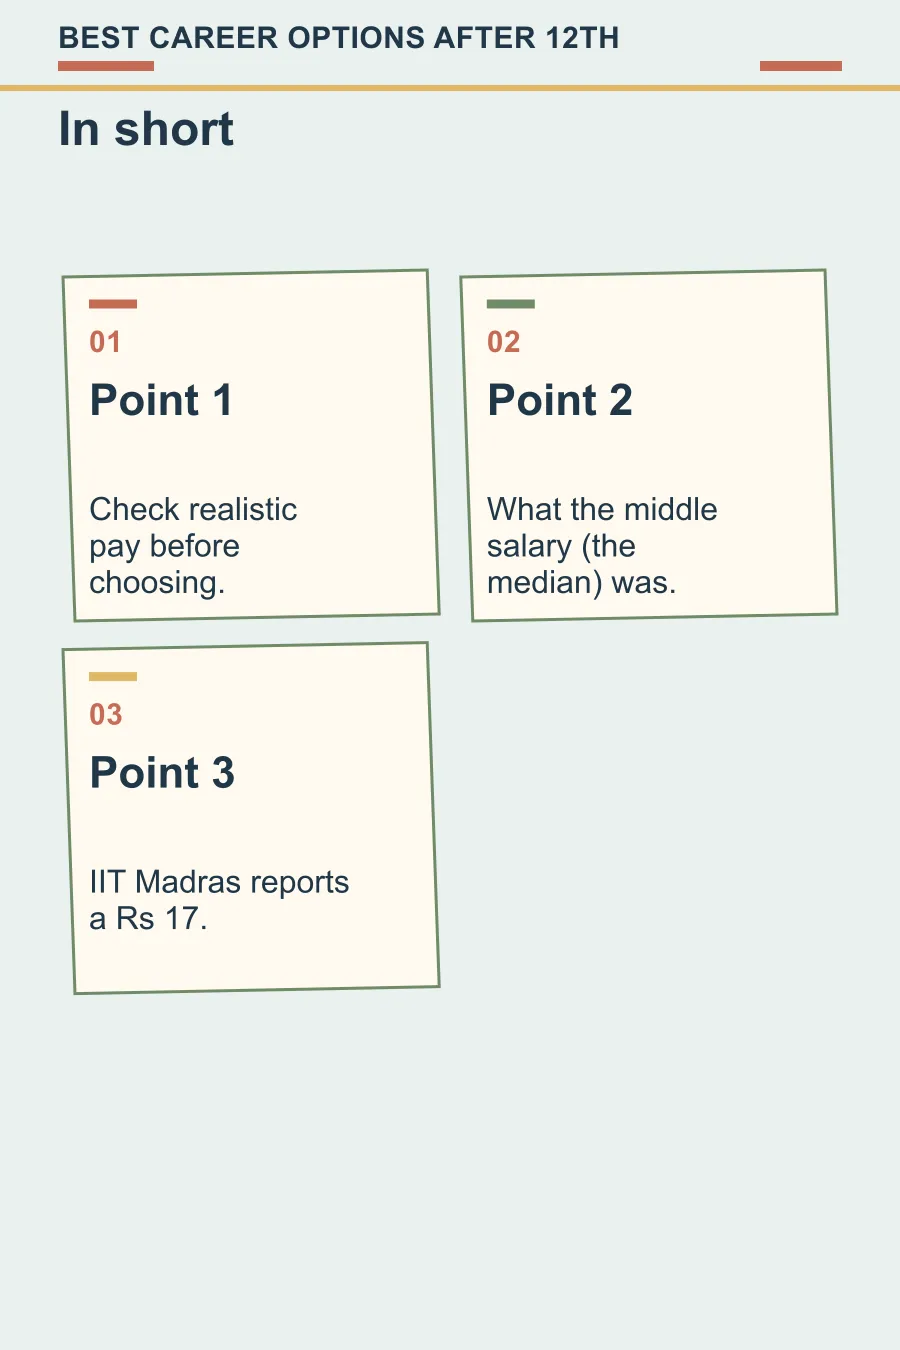 BEST CAREER OPTIONS AFTER 12TH
In short
01
Point 1
Check realistic
pay before
choosing.
02
Point 2
What the middle
salary (the
median) was.
03
Point 3
IIT Madras reports
a Rs 17.